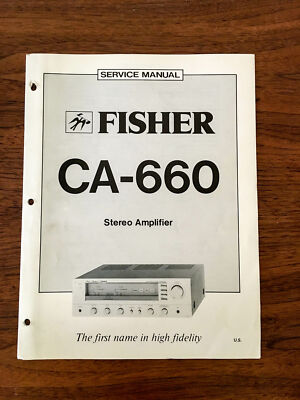 SERVICE MANUAL
FISHER
CA-660
Stereo Amplifier
The first name in high fidelity
U.S.